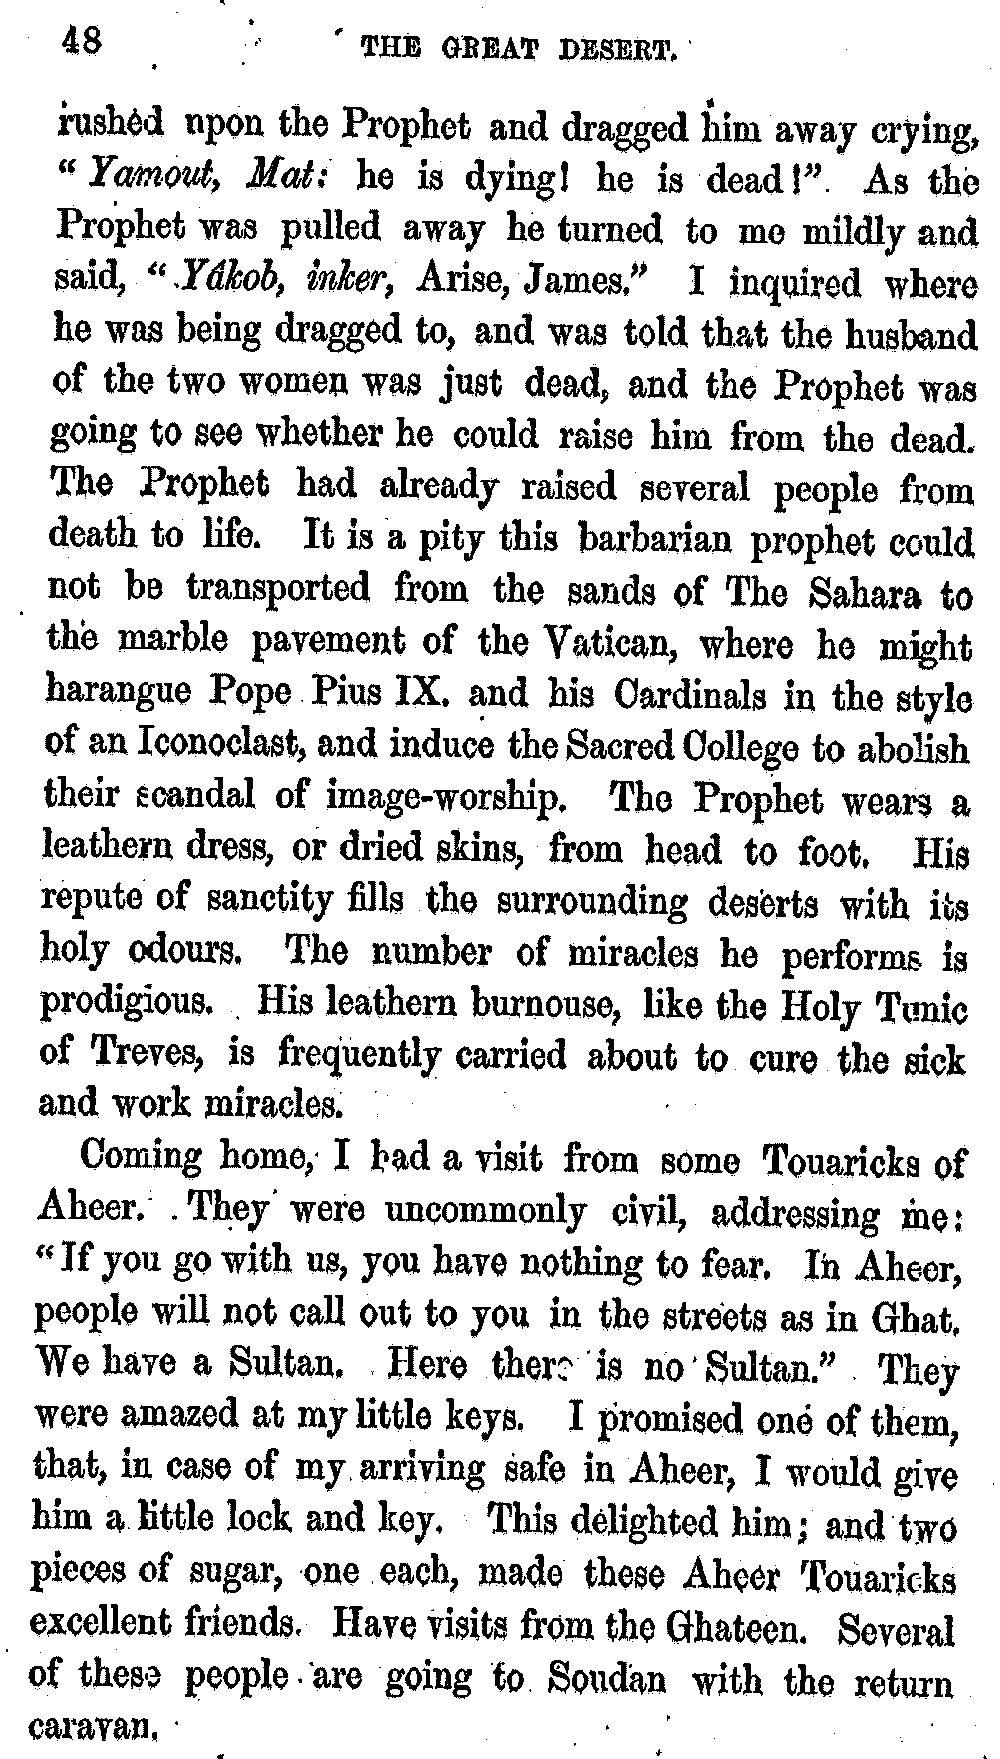 48 THE GREAT DESERT.
rushed upon the Prophet and dragged him away crying,
“Yamout, Mat: he is dying! he is dead!” As the
Prophet was pulled away he turned to me mildly and
said, “Yâkob, inker, Arise, James.” I inquired where
he was being dragged to, and was told that the husband
of the two women was just dead, and the Prophet was
going to see whether he could raise him from the dead.
The Prophet had already raised several people from
death to life. It is a pity this barbarian prophet could
not be transported from the sands of The Sahara to
the marble pavement of the Vatican, where he might
harangue Pope Pius IX. and his Cardinals in the style
of an Iconoclast, and induce the Sacred College to abolish
their scandal of image-worship. The Prophet wears a
leathern dress, or dried skins, from head to foot. His
repute of sanctity fills the surrounding deserts with its
holy odours. The number of miracles he performs is
prodigious. His leathern burnouse, like the Holy Tunic
of Treves, is frequently carried about to cure the sick
and work miracles.
Coming home, I had a visit from some Touaricks of
Aheer. They were uncommonly civil, addressing me:
“If you go with us, you have nothing to fear. In Aheer,
people will not call out to you in the streets as in Ghat.
We have a Sultan. Here there is no Sultan.” They
were amazed at my little keys. I promised one of them,
that, in case of my arriving safe in Aheer, I would give
him a little lock and key. This delighted him; and two
pieces of sugar, one each, made these Aheer Touaricks
excellent friends. Have visits from the Ghateen. Several
of these people are going to Soudan with the return
caravan.